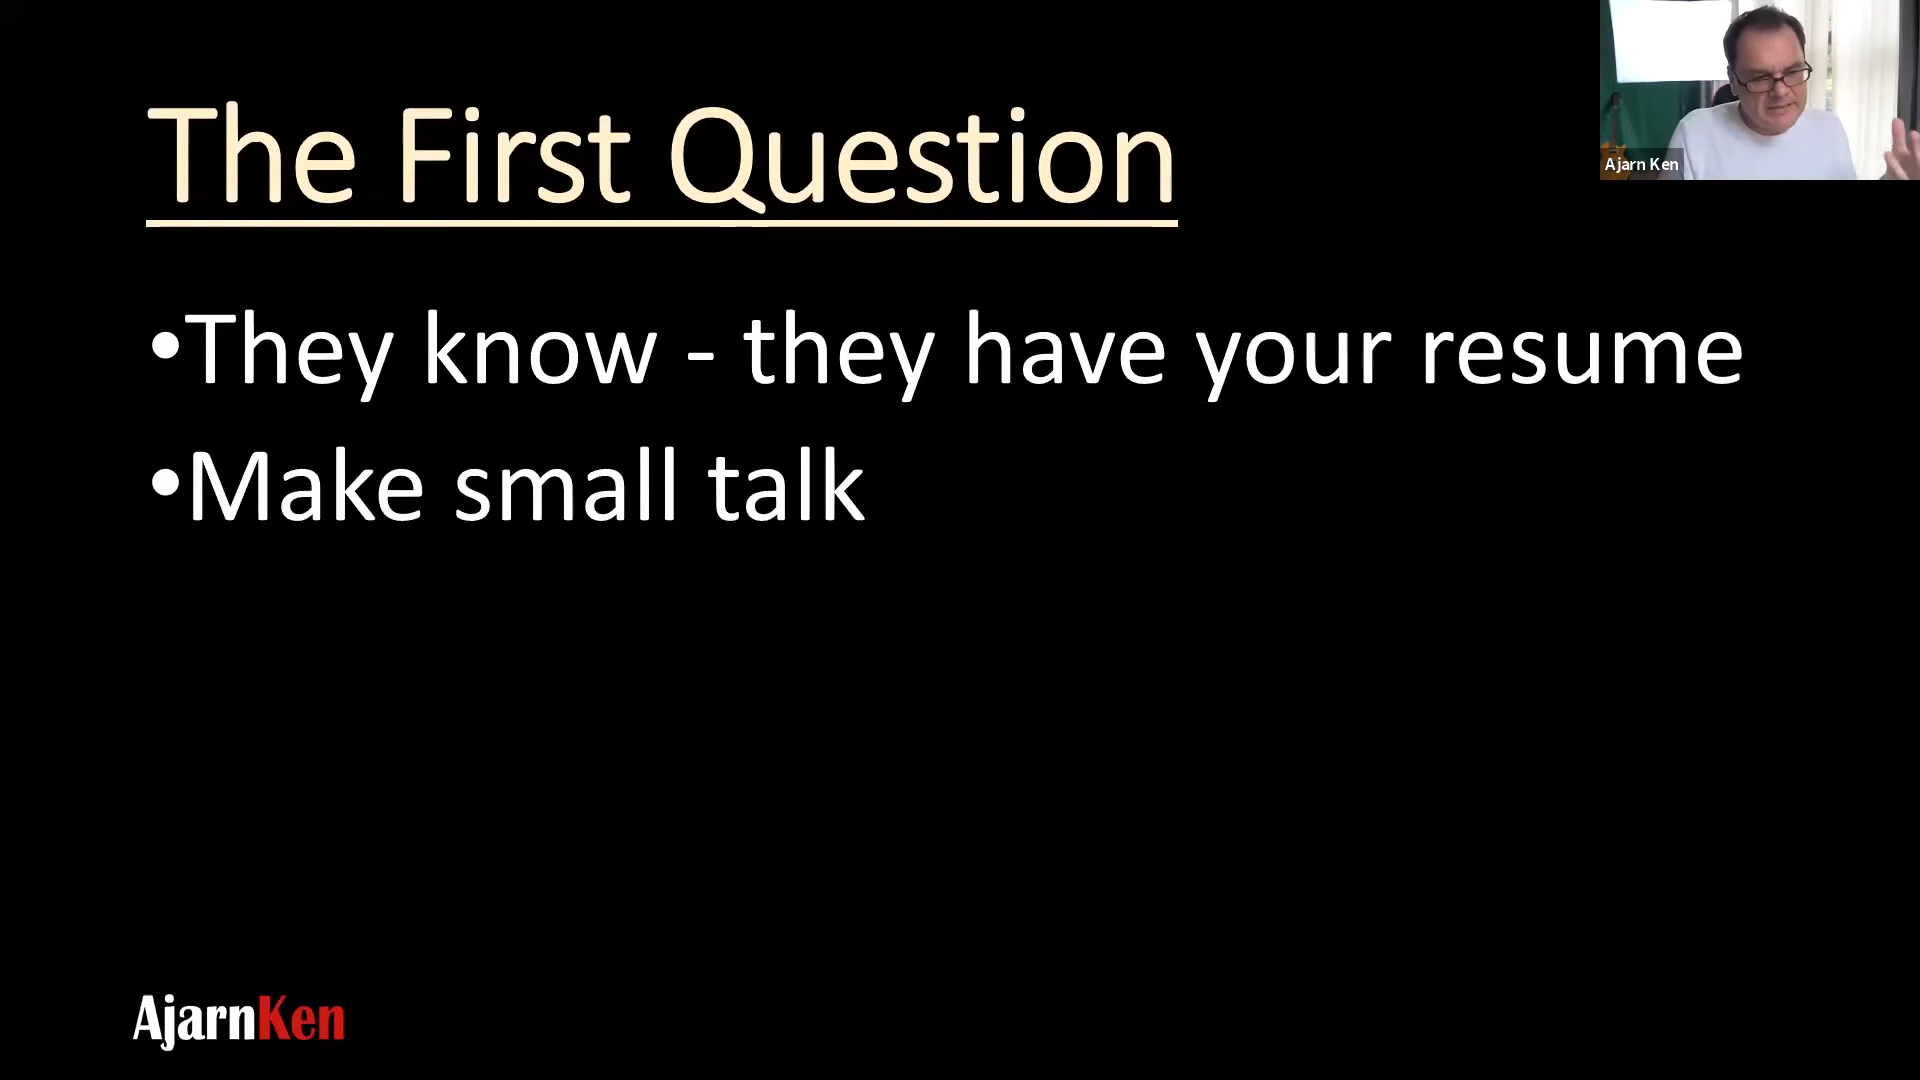 The First Question
•They know - they have your resume
•Make small talk
Ajarn Ken
AjarnKen